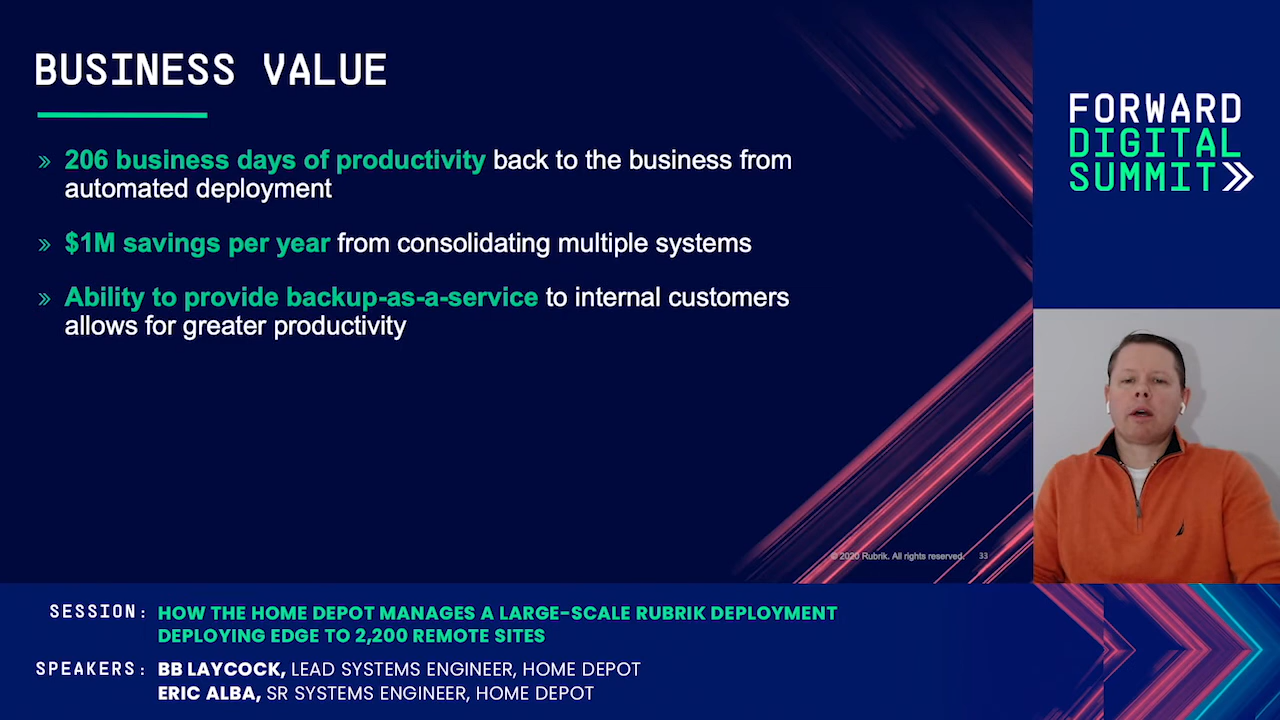 BUSINESS VALUE
» 206 business days of productivity back to the business from
automated deployment
» $1M savings per year from consolidating multiple systems
» Ability to provide backup-as-a-service to internal customers
allows for greater productivity
© 2020 Rubrik. All rights reserved. 33
FORWARD
DIGITAL
SUMMIT
SESSION: HOW THE HOME DEPOT MANAGES A LARGE-SCALE RUBRIK DEPLOYMENT
DEPLOYING EDGE TO 2,200 REMOTE SITES
SPEAKERS: BB LAYCOCK, LEAD SYSTEMS ENGINEER, HOME DEPOT
ERIC ALBA, SR SYSTEMS ENGINEER, HOME DEPOT